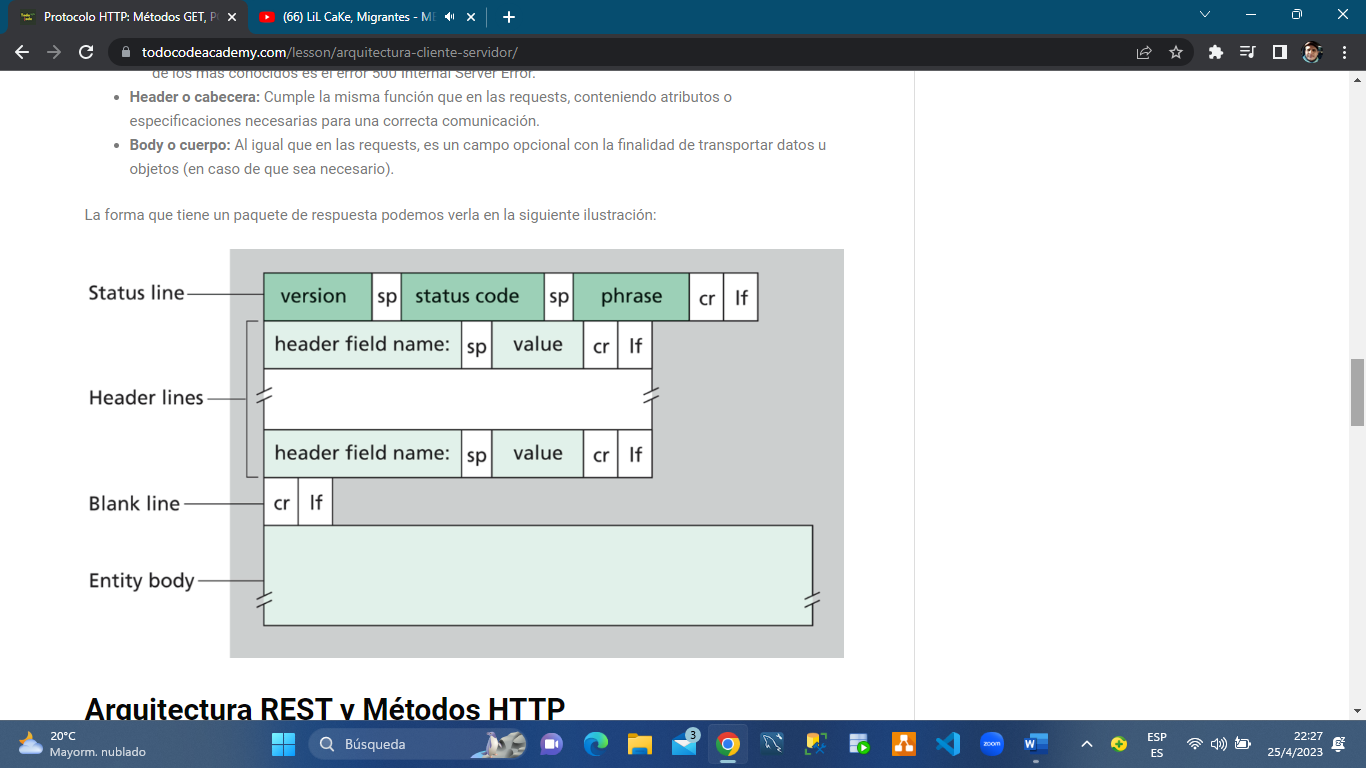 Protocolo HTTP: Métodos GET, P
(66) LiL CaKe, Migrantes - M
todocodeacademy.com/lesson/arquitectura-cliente-servidor/
de los más conocidos es el error 500 Internal Server Error.
Header o cabecera: Cumple la misma función que en las requests, conteniendo atributos o
especificaciones necesarias para una correcta comunicación.
Body o cuerpo: Al igual que en las requests, es un campo opcional con la finalidad de transportar datos u
objetos (en caso de que sea necesario).
La forma que tiene un paquete de respuesta podemos verla en la siguiente ilustración:
Status line version sp status code sp phrase cr lf
header field name: sp value cr lf
Header lines
header field name: sp value cr lf
Blank line cr lf
Entity body
Arquitectura REST y Métodos HTTP
20°C
Mayorm. nublado
Búsqueda
3
zoom
ESP
ES
22:27
25/4/2023